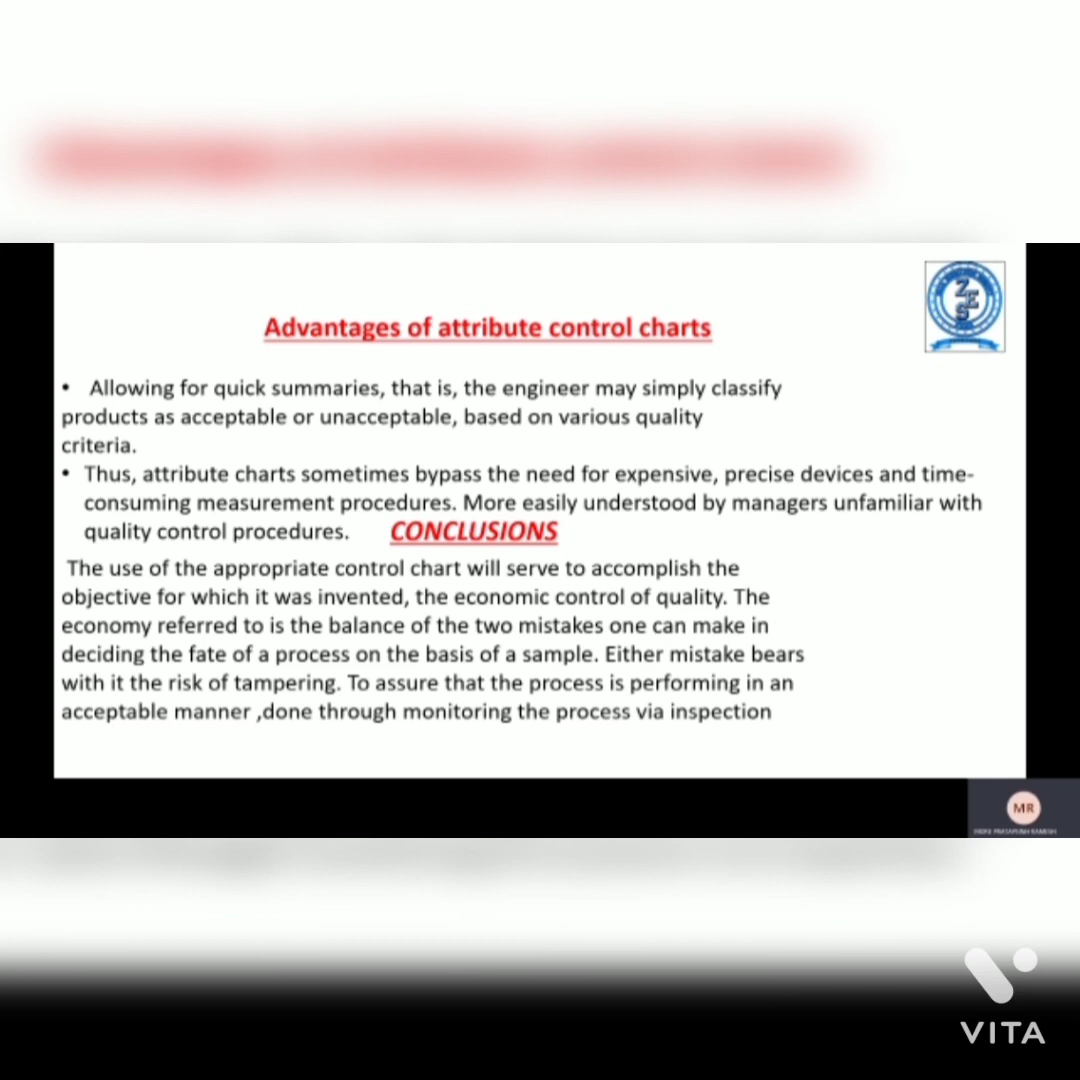 Advantages of attribute control charts
ZES
• Allowing for quick summaries, that is, the engineer may simply classify
products as acceptable or unacceptable, based on various quality
criteria.
• Thus, attribute charts sometimes bypass the need for expensive, precise devices and time-
consuming measurement procedures. More easily understood by managers unfamiliar with
quality control procedures. CONCLUSIONS
The use of the appropriate control chart will serve to accomplish the
objective for which it was invented, the economic control of quality. The
economy referred to is the balance of the two mistakes one can make in
deciding the fate of a process on the basis of a sample. Either mistake bears
with it the risk of tampering. To assure that the process is performing in an
acceptable manner ,done through monitoring the process via inspection
MR
VITA